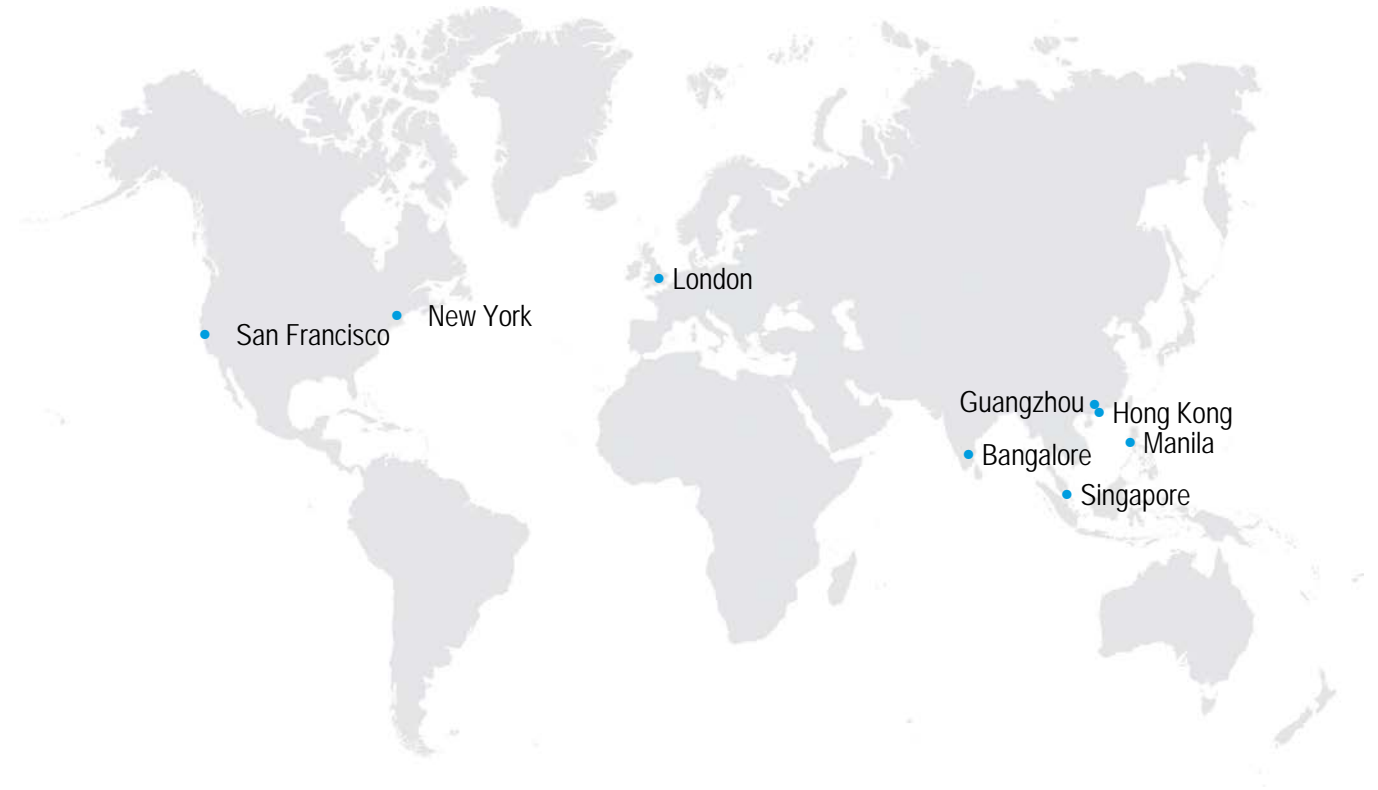 London
New York
San Francisco
Guangzhou
Hong Kong
Manila
Bangalore
Singapore